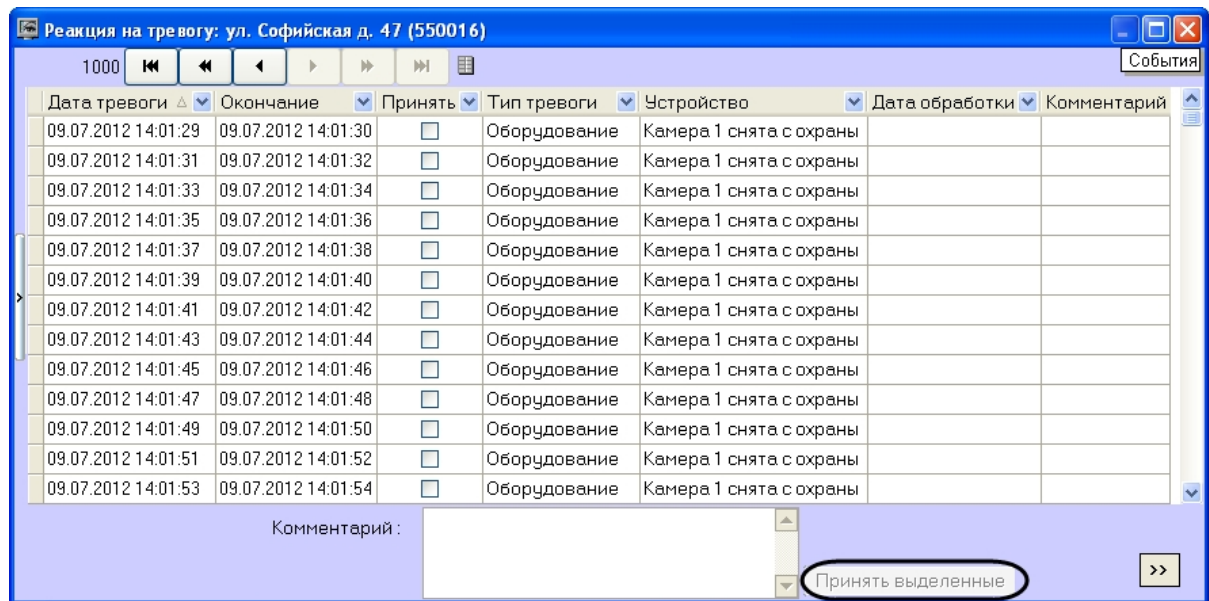 Реакция на тревогу: ул. Софийская д. 47 (550016)
1000
События
Дата тревоги Окончание Принять Тип тревоги Устройство Дата обработки Комментарий
09.07.2012 14:01:29 09.07.2012 14:01:30 Оборудование Камера 1 снята с охраны
09.07.2012 14:01:31 09.07.2012 14:01:32 Оборудование Камера 1 снята с охраны
09.07.2012 14:01:33 09.07.2012 14:01:34 Оборудование Камера 1 снята с охраны
09.07.2012 14:01:35 09.07.2012 14:01:36 Оборудование Камера 1 снята с охраны
09.07.2012 14:01:37 09.07.2012 14:01:38 Оборудование Камера 1 снята с охраны
09.07.2012 14:01:39 09.07.2012 14:01:40 Оборудование Камера 1 снята с охраны
09.07.2012 14:01:41 09.07.2012 14:01:42 Оборудование Камера 1 снята с охраны
09.07.2012 14:01:43 09.07.2012 14:01:44 Оборудование Камера 1 снята с охраны
09.07.2012 14:01:45 09.07.2012 14:01:46 Оборудование Камера 1 снята с охраны
09.07.2012 14:01:47 09.07.2012 14:01:48 Оборудование Камера 1 снята с охраны
09.07.2012 14:01:49 09.07.2012 14:01:50 Оборудование Камера 1 снята с охраны
09.07.2012 14:01:51 09.07.2012 14:01:52 Оборудование Камера 1 снята с охраны
09.07.2012 14:01:53 09.07.2012 14:01:54 Оборудование Камера 1 снята с охраны
Комментарий :
Принять выделенные
>>